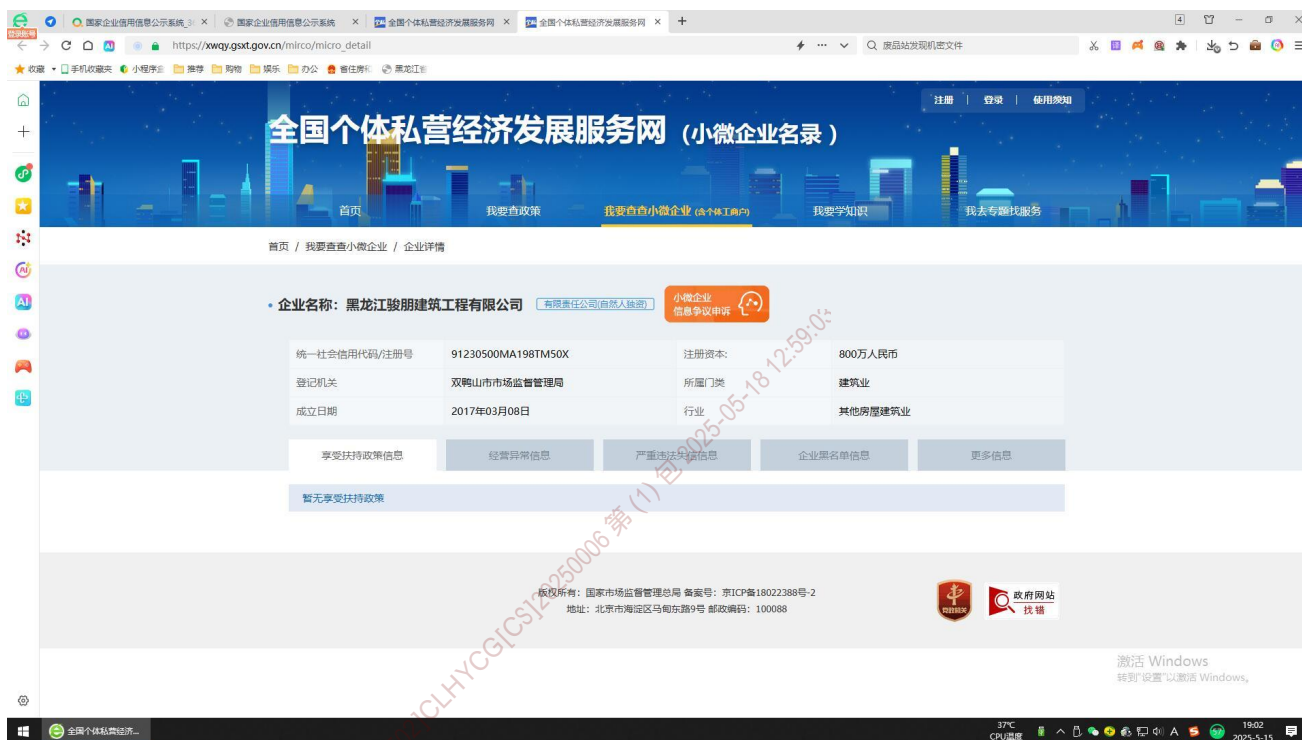 国家企业信用信息公示系统_3
国家企业信用信息公示系统
全国个体私营经济发展服务网
全国个体私营经济发展服务网
4
登录账号
https://xwqy.gsxt.gov.cn/mirco/micro_detail
废品站发现机密文件
收藏 手机收藏夹 小程序 推荐 购物 娱乐 办公 省住房和 黑龙江
注册 | 登录 | 使用须知
全国个体私营经济发展服务网（小微企业名录）
首页 我要查政策 我要查查小微企业 (含个体工商户) 我要学知识 我去专题找服务
首页 / 我要查查小微企业 / 企业详情
企业名称：黑龙江骏朋建筑工程有限公司 有限责任公司(自然人独资)
小微企业
信息争议申诉
统一社会信用代码/注册号 91230500MA198TM50X 注册资本: 800万人民币
登记机关 双鸭山市市场监督管理局 所属门类 建筑业
成立日期 2017年03月08日 行业 其他房屋建筑业
享受扶持政策信息 经营异常信息 严重违法失信信息 企业黑名单信息 更多信息
暂无享受扶持政策
]CLHYCG[CS]20250006 第 (1) 包 2025-05-18 12:59:0
版权所有：国家市场监督管理总局 备案号：京ICP备18022388号-2
地址：北京市海淀区马甸东路9号 邮政编码：100088
党政机关
政府网站
找错
激活 Windows
转到"设置"以激活 Windows。
全国个体私营经济...
37℃
CPU温度
19:02
2025-5-15